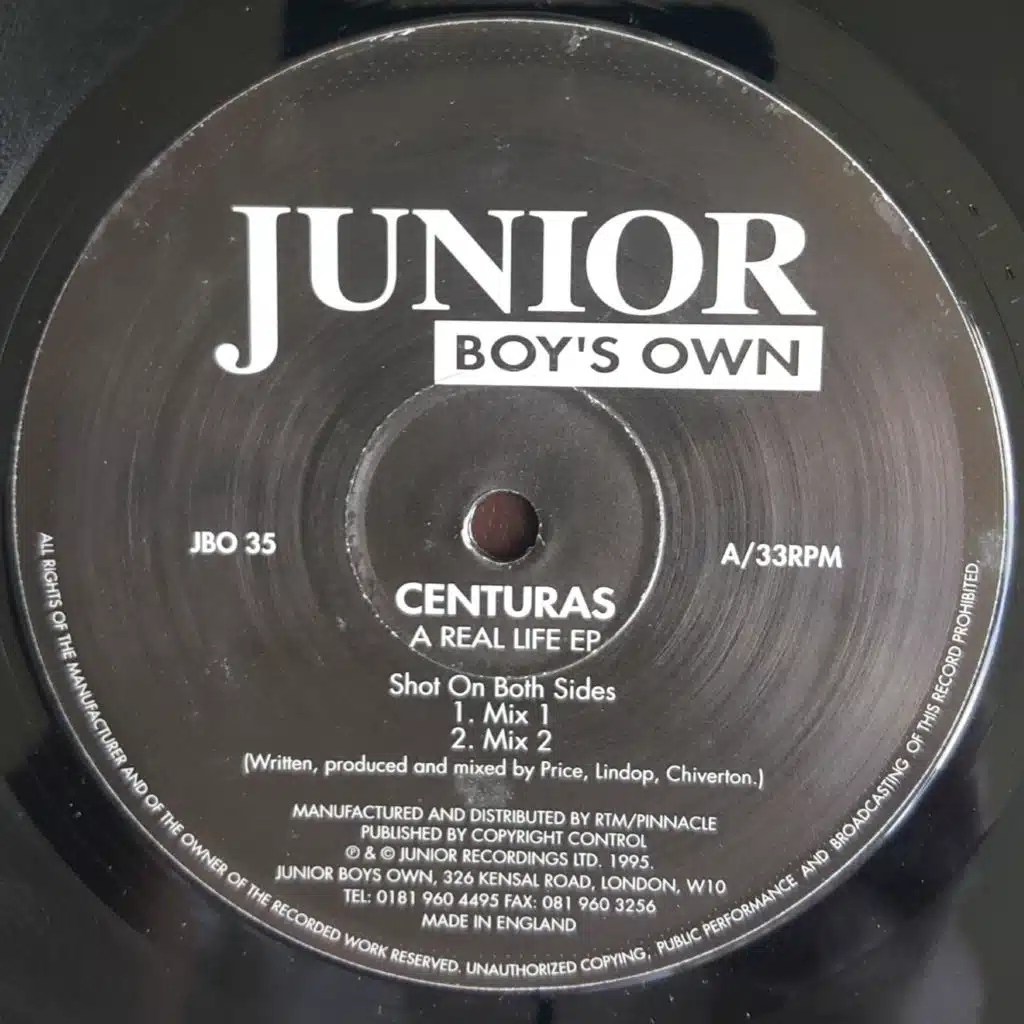 JUNIOR
BOY'S OWN
JBO 35
A/33RPM
CENTURAS
A REAL LIFE EP
Shot On Both Sides
1. Mix 1
2. Mix 2
(Written, produced and mixed by Price, Lindop, Chiverton.)
MANUFACTURED AND DISTRIBUTED BY RTM/PINNACLE
PUBLISHED BY COPYRIGHT CONTROL
℗ & © JUNIOR RECORDINGS LTD. 1995.
JUNIOR BOYS OWN, 326 KENSAL ROAD, LONDON, W10
TEL: 0181 960 4495 FAX: 081 960 3256
MADE IN ENGLAND
ALL RIGHTS OF THE MANUFACTURER AND OF THE OWNER OF THE RECORDED WORK RESERVED. UNAUTHORIZED COPYING, PUBLIC PERFORMANCE AND BROADCASTING OF THIS RECORD PROHIBITED.